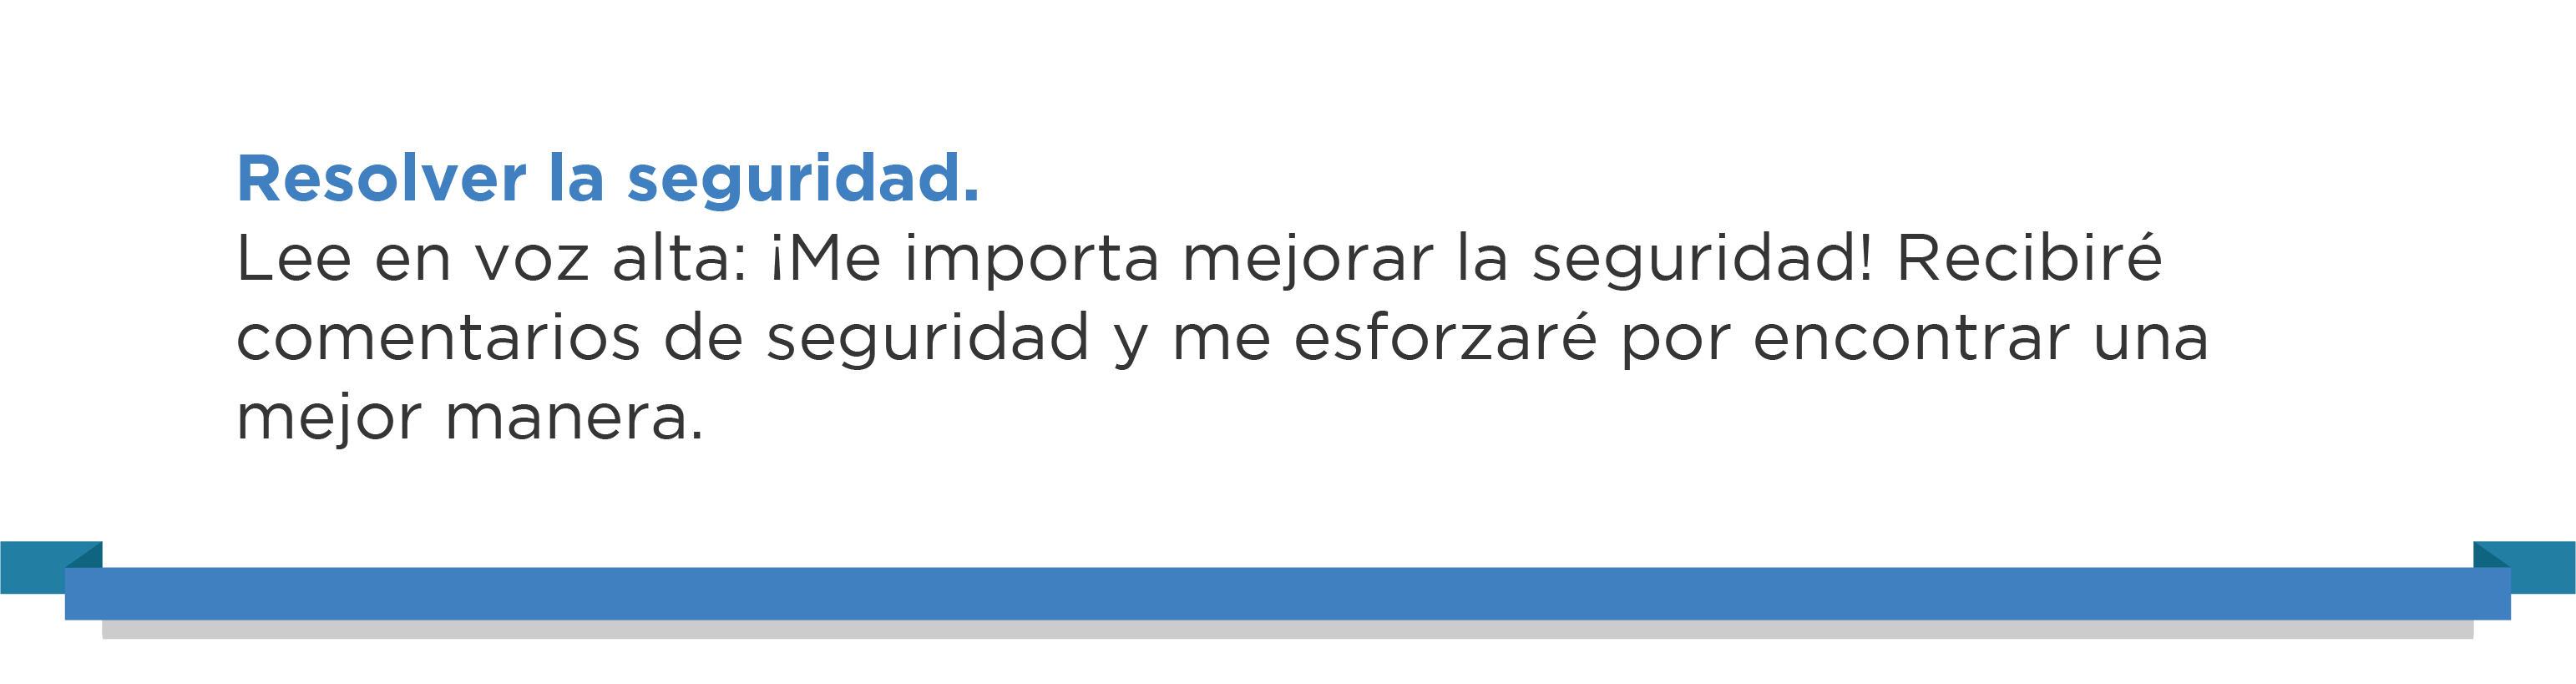 Resolver la seguridad.
Lee en voz alta: ¡Me importa mejorar la seguridad! Recibiré
comentarios de seguridad y me esforzaré por encontrar una
mejor manera.